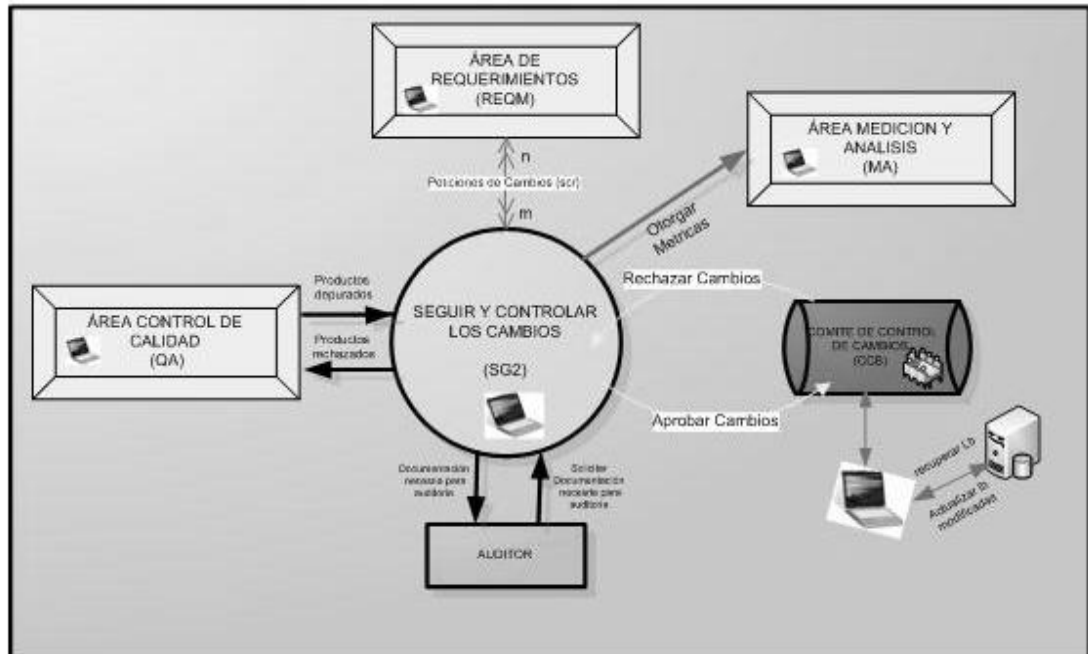 ÁREA DE
REQUERIMIENTOS
(REQM)
n
Peticiones de Cambios (scr)
m
ÁREA MEDICION Y
ANALISIS
(MA)
Otorgar
Metricas
Rechazar Cambios
Productos
depurados
ÁREA CONTROL DE
CALIDAD
(QA)
Productos
rechazados
SEGUIR Y CONTROLAR
LOS CAMBIOS
(SG2)
COMITE DE CONTROL
DE CAMBIOS
(CCB)
Aprobar Cambios
recuperar Lb
Actualizar lb
modificadas
Documentación
necesaria para
auditoria
Solicitar
Documentación
necesaria para
auditoria
AUDITOR